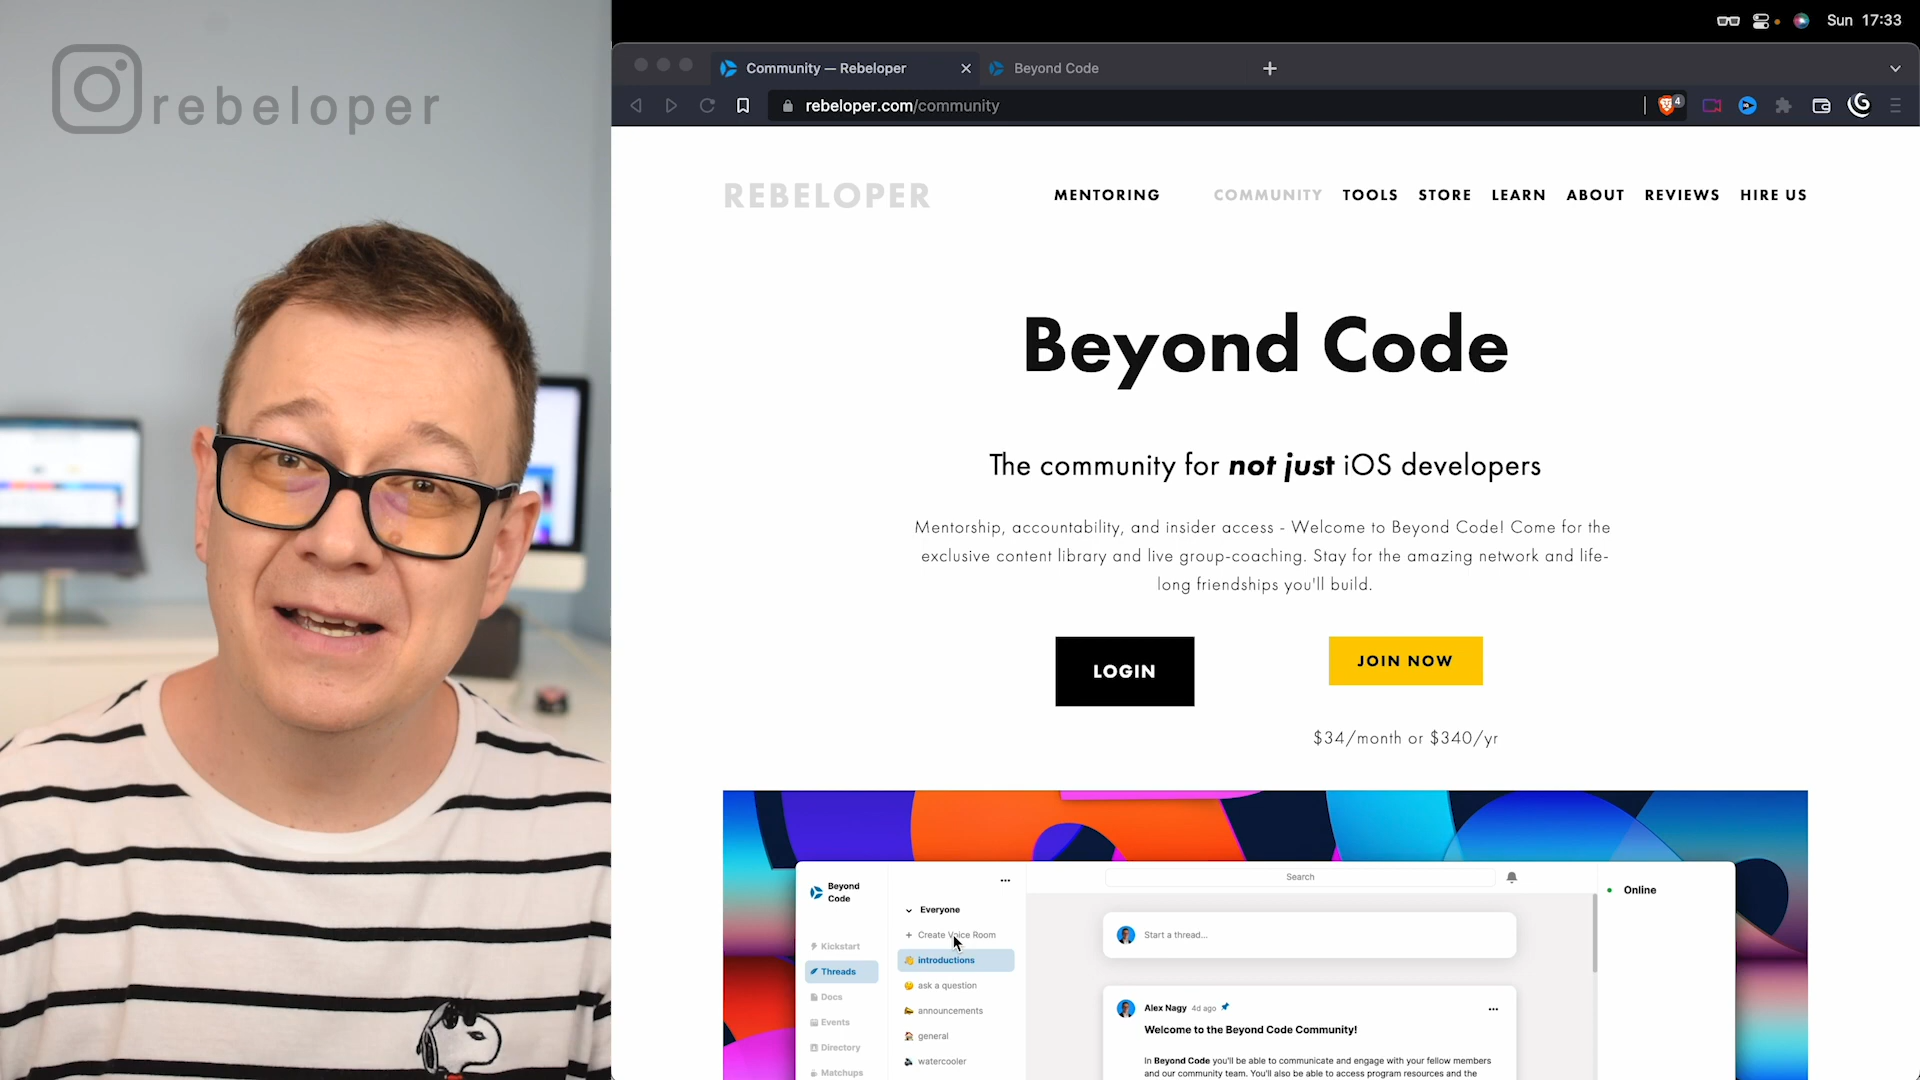 rebeloper
Sun 17:33
Community — Rebeloper
Beyond Code
rebeloper.com/community
4
REBELOPER
MENTORING
COMMUNITY
TOOLS
STORE
LEARN
ABOUT
REVIEWS
HIRE US
Beyond Code
The community for not just iOS developers
Mentorship, accountability, and insider access - Welcome to Beyond Code! Come for the
exclusive content library and live group-coaching. Stay for the amazing network and life-
long friendships you'll build.
LOGIN
JOIN NOW
$34/month or $340/yr
Beyond
Code
Kickstart
Threads
Docs
Events
Directory
Matchups
Everyone
Create Voice Room
introductions
ask a question
announcements
general
watercooler
Search
Start a thread...
Alex Nagy 4d ago
Welcome to the Beyond Code Community!
In Beyond Code you'll be able to communicate and engage with your fellow members
and our community team. You'll also be able to access program resources and the
Online